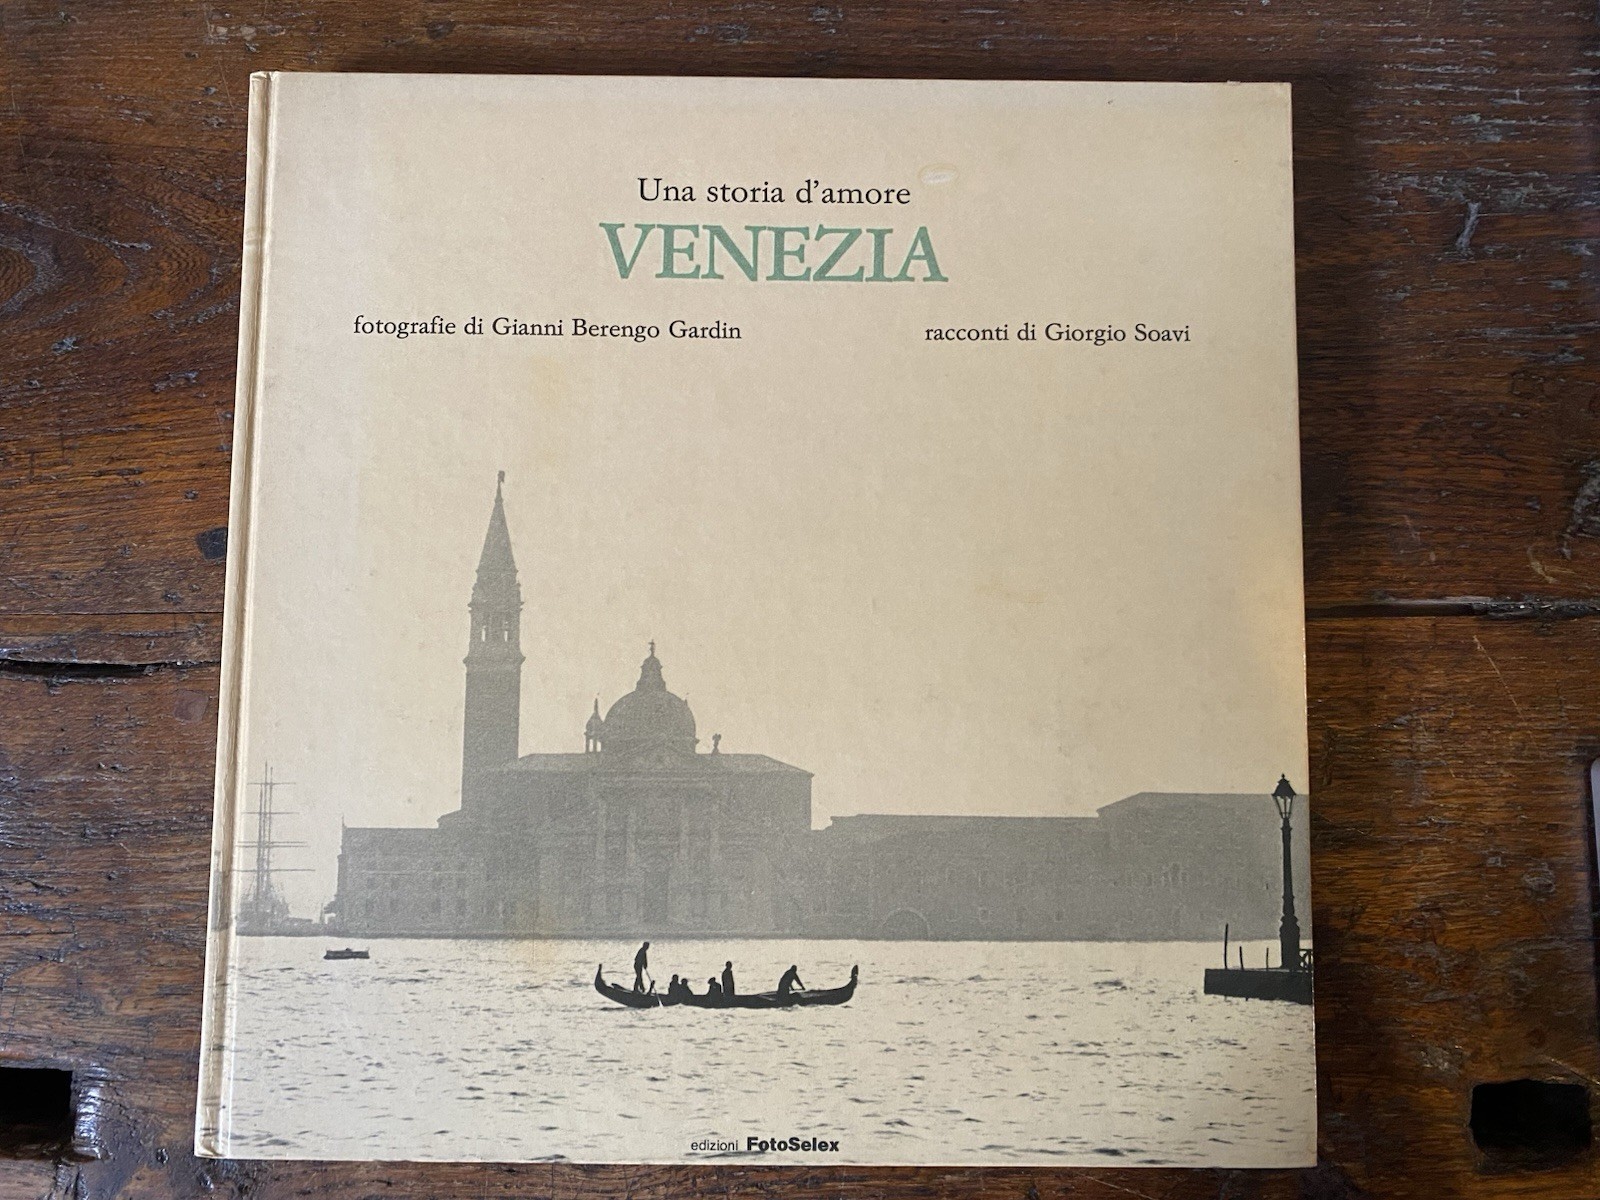 Una storia d'amore
VENEZIA
fotografie di Gianni Berengo Gardin
racconti di Giorgio Soavi
edizioni FotoSelex